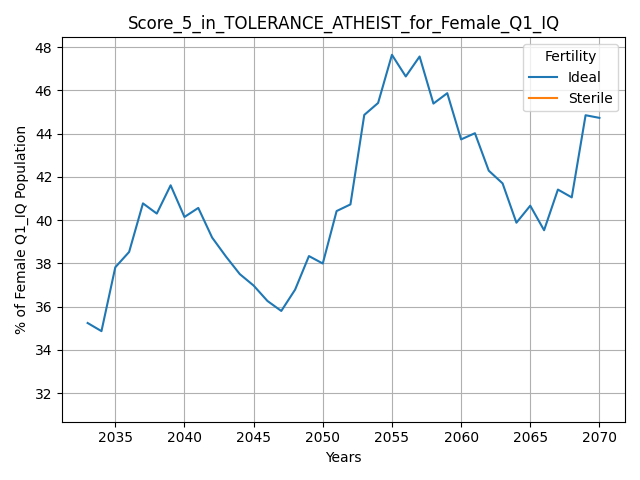 Score_5_in_TOLERANCE_ATHEIST_for_Female_Q1_IQ
Fertility
Ideal
Sterile
% of Female Q1_IQ Population
48
46
44
42
40
38
36
34
32
2035 2040 2045 2050 2055 2060 2065 2070
Years